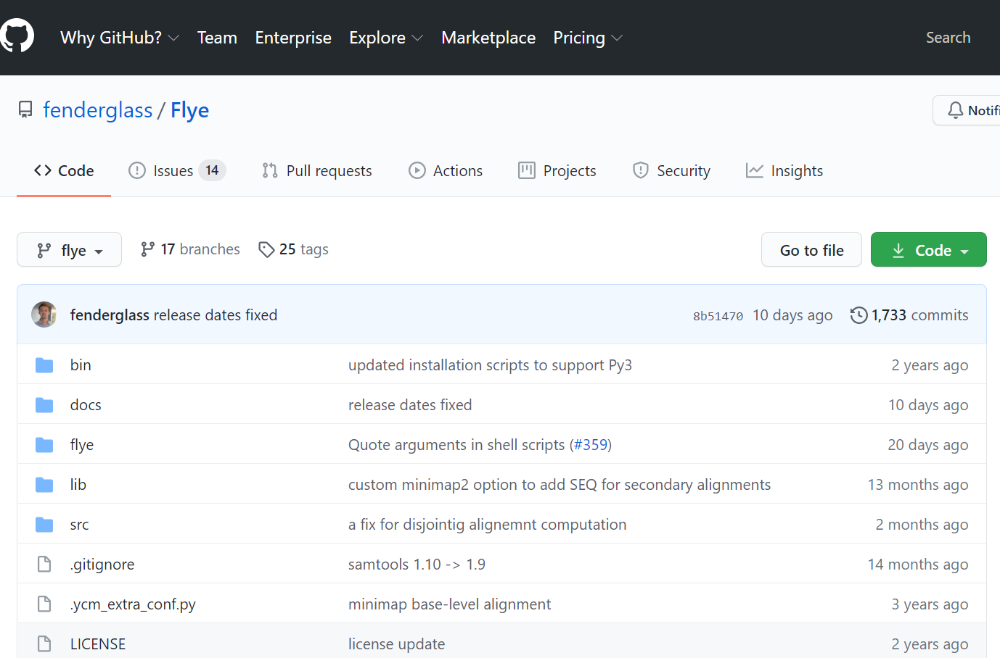 Why GitHub? Team Enterprise Explore Marketplace Pricing Search
fenderglass / Flye
Notifi
Code Issues 14 Pull requests Actions Projects Security Insights
flye 17 branches 25 tags Go to file Code
fenderglass release dates fixed 8b51470 10 days ago 1,733 commits
bin updated installation scripts to support Py3 2 years ago
docs release dates fixed 10 days ago
flye Quote arguments in shell scripts (#359) 20 days ago
lib custom minimap2 option to add SEQ for secondary alignments 13 months ago
src a fix for disjointig alignemnt computation 2 months ago
.gitignore samtools 1.10 -> 1.9 14 months ago
.ycm_extra_conf.py minimap base-level alignment 3 years ago
LICENSE license update 2 years ago